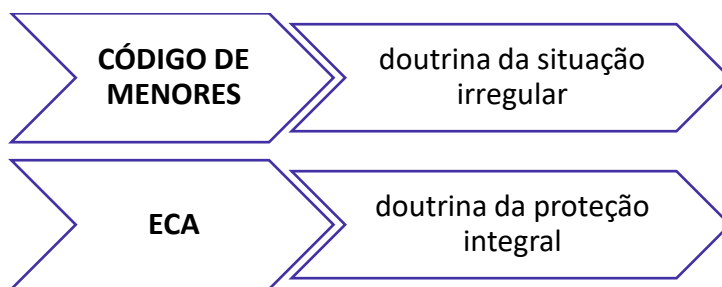 CÓDIGO DE
MENORES
doutrina da situação
irregular
ECA
doutrina da proteção
integral